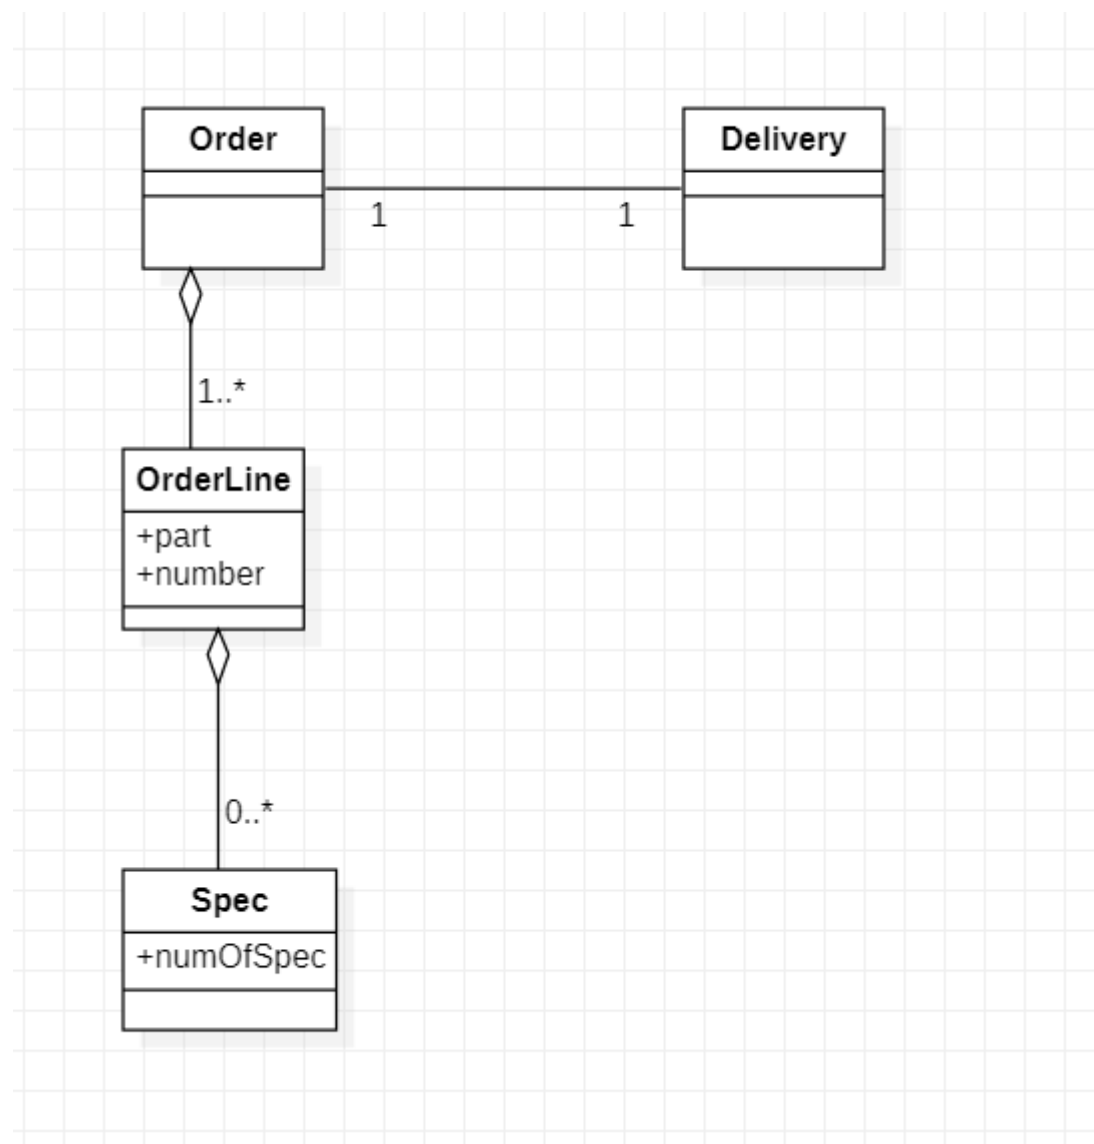 Order
Delivery
1
1
1..*
OrderLine
+part
+number
0..*
Spec
+numOfSpec